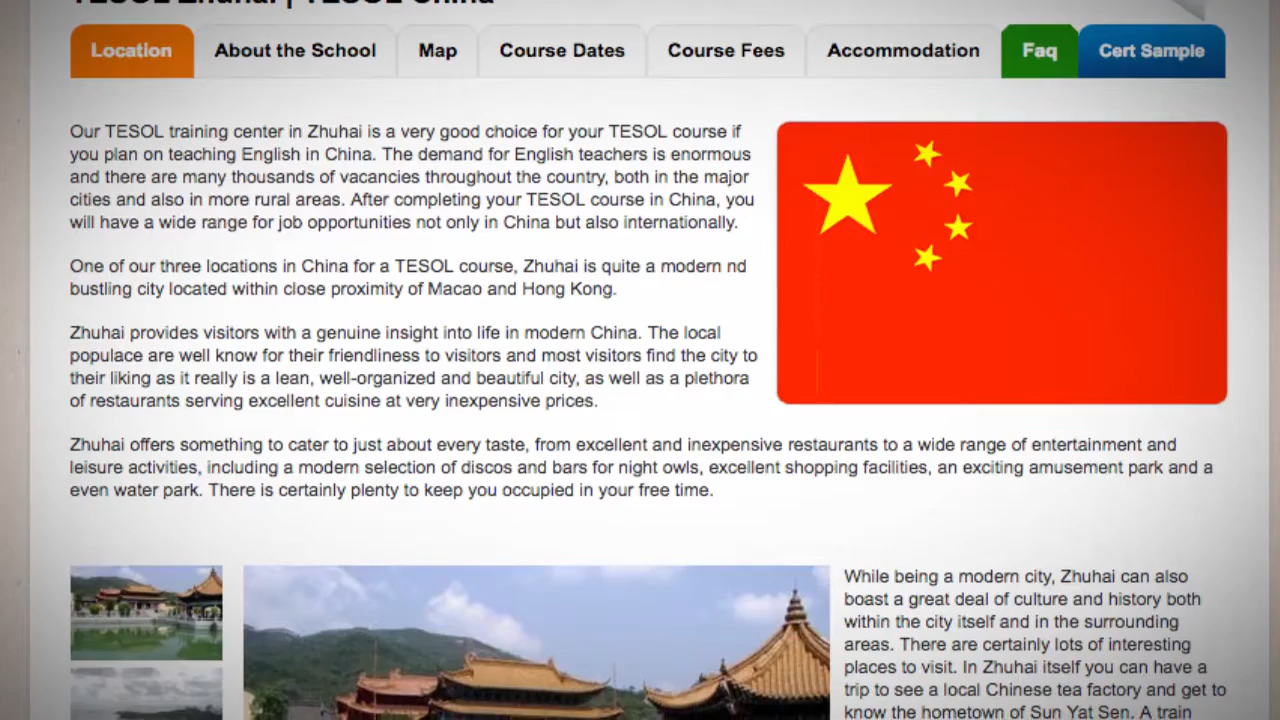 TESOL Zhuhai | TESOL China
Location About the School Map Course Dates Course Fees Accommodation Faq Cert Sample
Our TESOL training center in Zhuhai is a very good choice for your TESOL course if
you plan on teaching English in China. The demand for English teachers is enormous
and there are many thousands of vacancies throughout the country, both in the major
cities and also in more rural areas. After completing your TESOL course in China, you
will have a wide range for job opportunities not only in China but also internationally.
One of our three locations in China for a TESOL course, Zhuhai is quite a modern nd
bustling city located within close proximity of Macao and Hong Kong.
Zhuhai provides visitors with a genuine insight into life in modern China. The local
populace are well know for their friendliness to visitors and most visitors find the city to
their liking as it really is a lean, well-organized and beautiful city, as well as a plethora
of restaurants serving excellent cuisine at very inexpensive prices.
Zhuhai offers something to cater to just about every taste, from excellent and inexpensive restaurants to a wide range of entertainment and
leisure activities, including a modern selection of discos and bars for night owls, excellent shopping facilities, an exciting amusement park and a
even water park. There is certainly plenty to keep you occupied in your free time.
While being a modern city, Zhuhai can also
boast a great deal of culture and history both
within the city itself and in the surrounding
areas. There are certainly lots of interesting
places to visit. In Zhuhai itself you can have a
trip to see a local Chinese tea factory and get to
know the hometown of Sun Yat Sen. A train